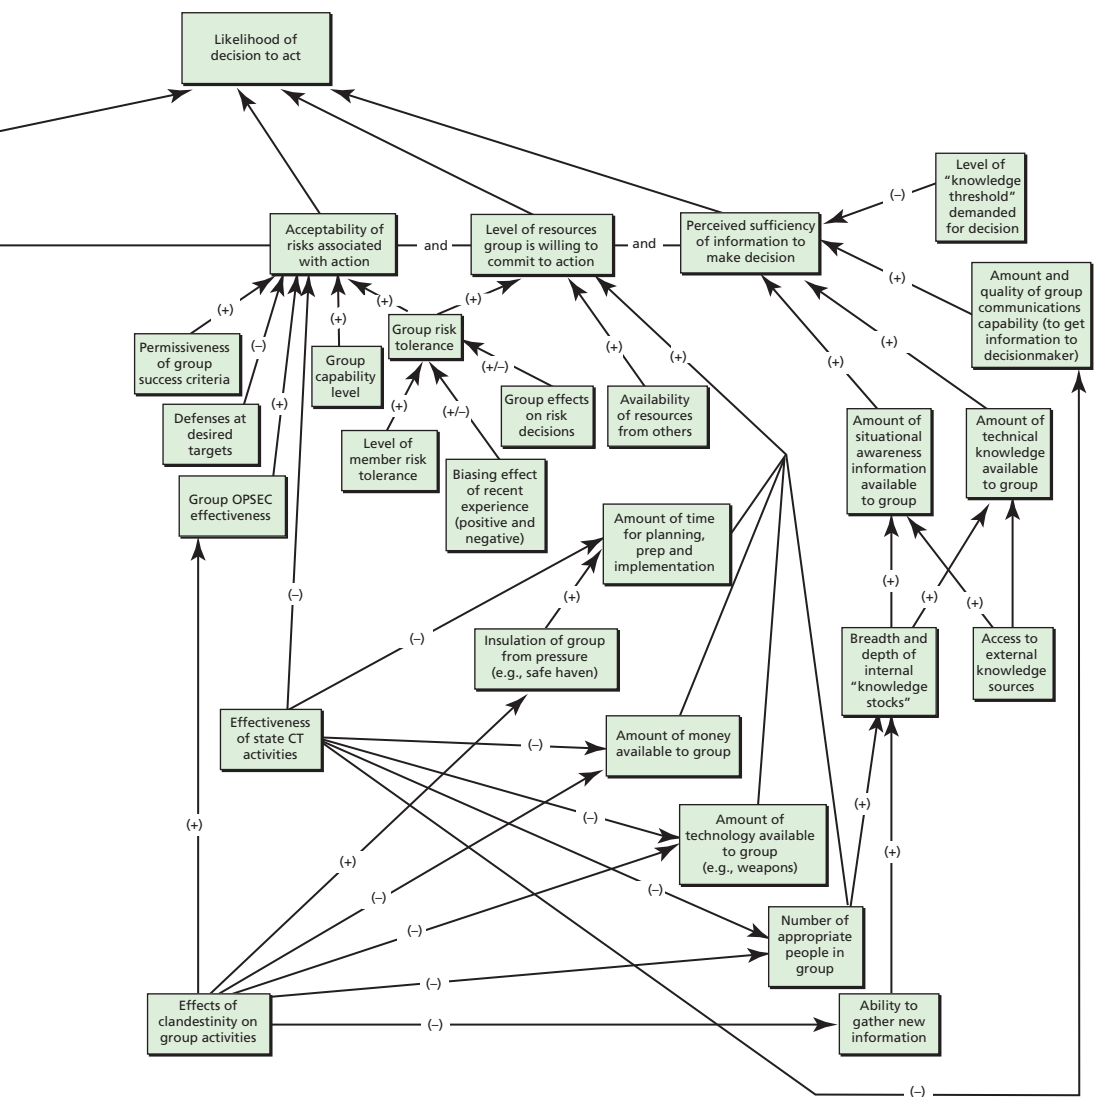 Likelihood of
decision to act
Level of
“knowledge
threshold”
demanded
for decision
(–)
Acceptability of
risks associated
with action
and
Level of resources
group is willing to
commit to action
and
Perceived sufficiency
of information to
make decision
Amount and
quality of group
communications
capability (to get
information to
decisionmaker)
(+)
(+)
(–)
(+)
(+)
(+)
(+)
Permissiveness
of group
success criteria
Defenses at
desired
targets
Group OPSEC
effectiveness
Group
capability
level
Group risk
tolerance
(+/–)
(+)
(+/–)
Level of
member risk
tolerance
Biasing effect
of recent
experience
(positive and
negative)
Group effects
on risk
decisions
(+)
Availability
of resources
from others
(+)
(+)
(+)
Amount of
situational
awareness
information
available
to group
Amount of
technical
knowledge
available
to group
Amount of time
for planning,
prep and
implementation
(–)
(–)
(+)
(+)
(+)
(+)
Insulation of group
from pressure
(e.g., safe haven)
Breadth and
depth of
internal
“knowledge
stocks”
Access to
external
knowledge
sources
Effectiveness
of state CT
activities
(–)
Amount of money
available to group
(–)
Amount of
technology available
to group
(e.g., weapons)
(+)
(+)
(+)
(+)
(–)
(–)
(–)
Number of
appropriate
people in
group
(–)
Effects of
clandestinity on
group activities
(–)
Ability to
gather new
information
(–)